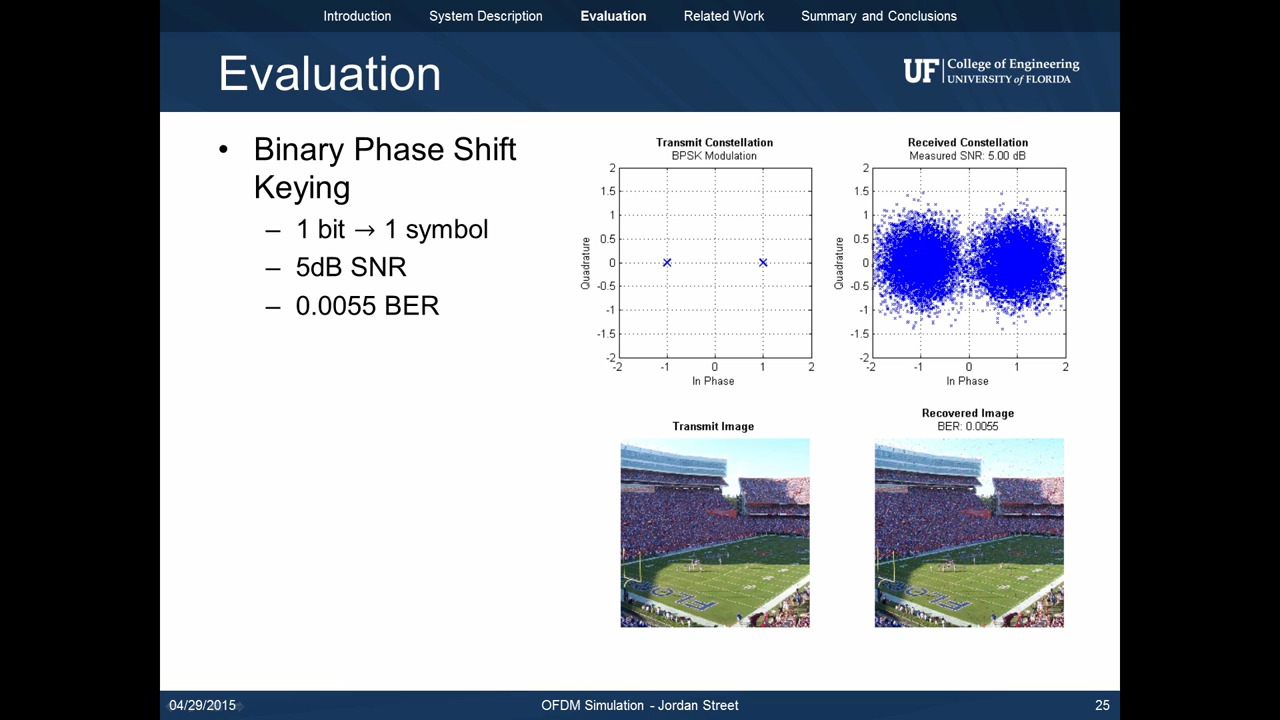 Introduction System Description Evaluation Related Work Summary and Conclusions
Evaluation
UF College of Engineering
UNIVERSITY of FLORIDA
• Binary Phase Shift
Keying
– 1 bit → 1 symbol
– 5dB SNR
– 0.0055 BER
Transmit Constellation
BPSK Modulation
2
1.5
1
0.5
0
-0.5
-1
-1.5
-2
-2 -1 0 1 2
Quadrature
In Phase
Received Constellation
Measured SNR: 5.00 dB
2
1.5
1
0.5
0
-0.5
-1
-1.5
-2
-2 -1 0 1 2
Quadrature
In Phase
Transmit Image
FLO
Recovered Image
BER: 0.0055
FLO
04/29/2015 OFDM Simulation - Jordan Street 25